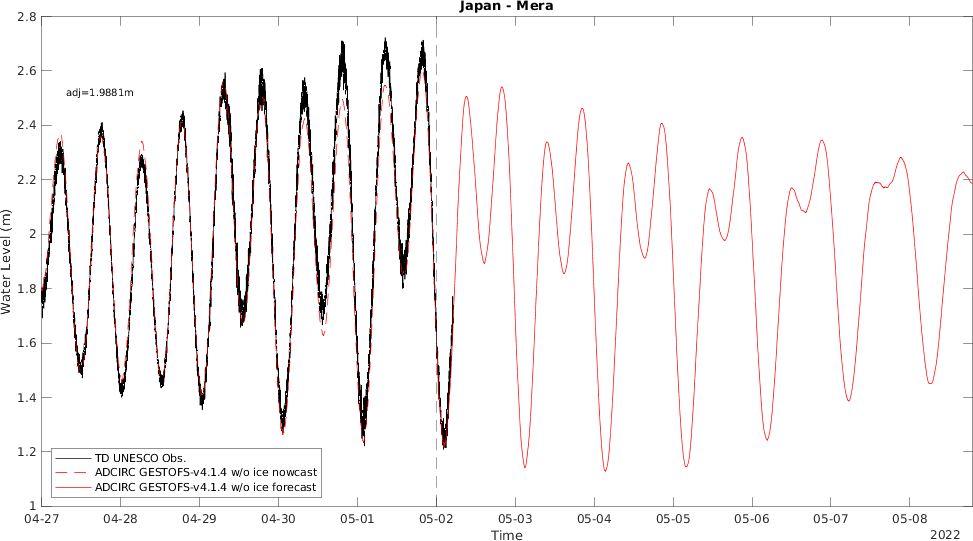 Japan - Mera
2.8
2.6
2.4
2.2
2
1.8
1.6
1.4
1.2
1
Water Level (m)
adj=1.9881m
TD UNESCO Obs.
ADCIRC GESTOFS-v4.1.4 w/o ice nowcast
ADCIRC GESTOFS-v4.1.4 w/o ice forecast
04-27 04-28 04-29 04-30 05-01 05-02 05-03 05-04 05-05 05-06 05-07 05-08
Time
2022